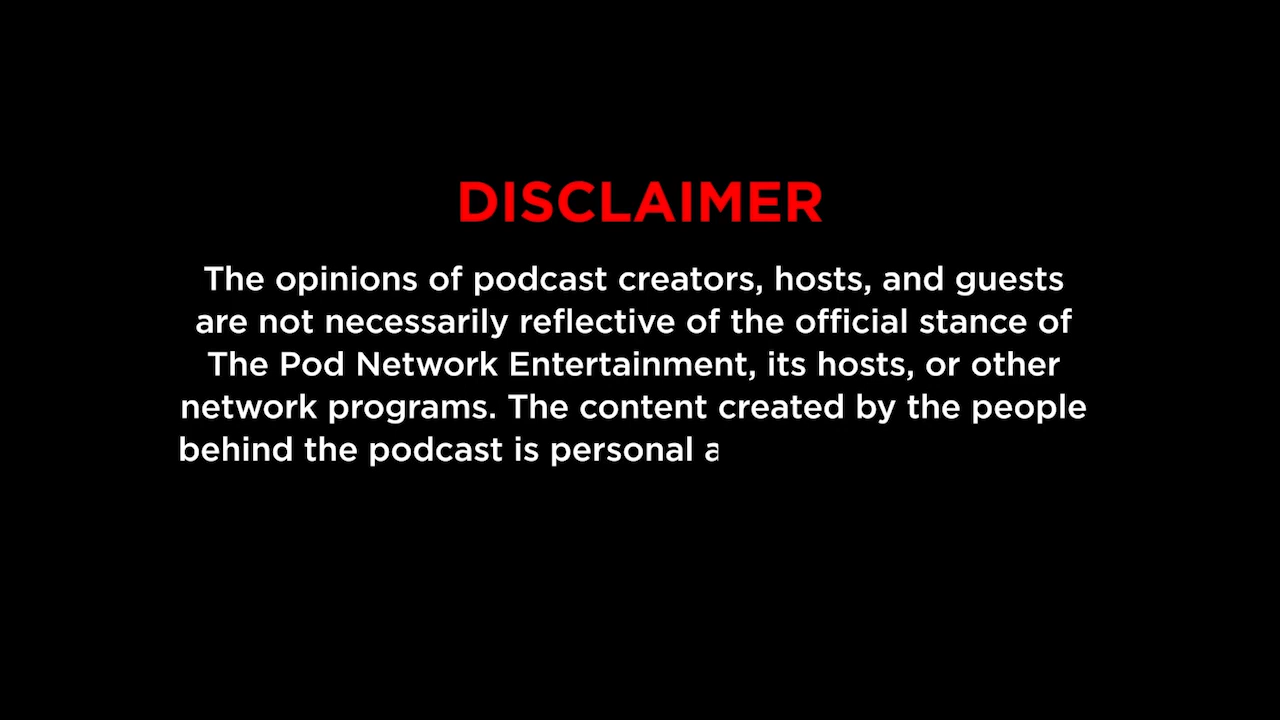 DISCLAIMER
The opinions of podcast creators, hosts, and guests
are not necessarily reflective of the official stance of
The Pod Network Entertainment, its hosts, or other
network programs. The content created by the people
behind the podcast is personal a